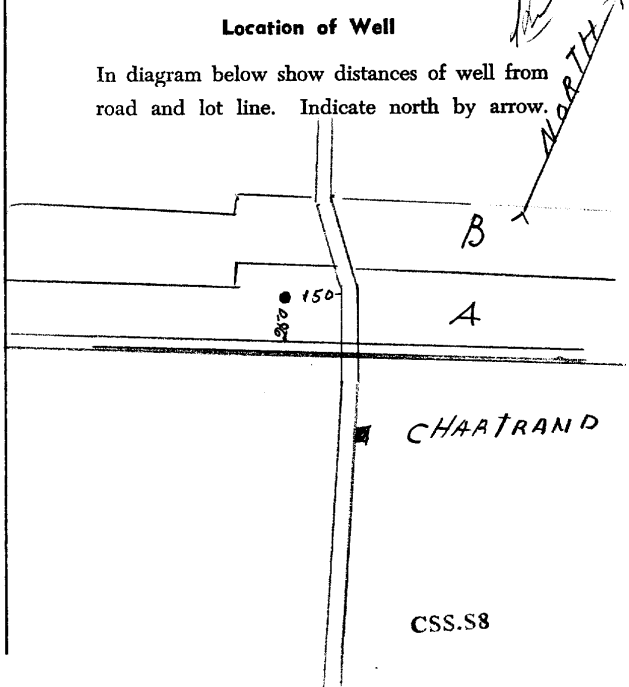 Location of Well
In diagram below show distances of well from
road and lot line. Indicate north by arrow.
NORTH
B
150
A
CHARTRAND
CSS.S8